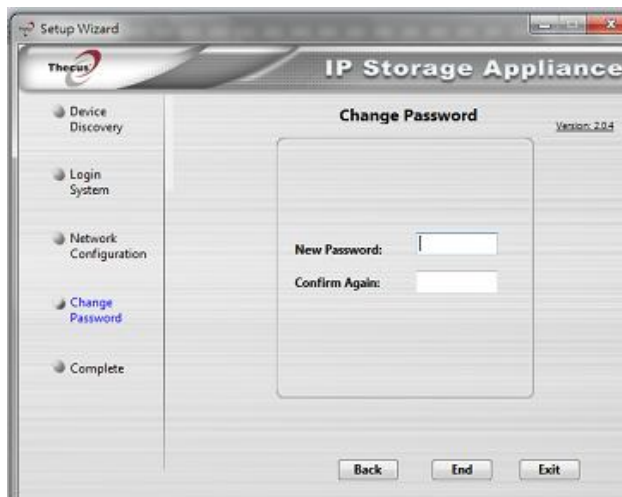 Setup Wizard
Thecus
IP Storage Appliance
Device
Discovery
Login
System
Network
Configuration
Change
Password
Complete
Change Password
Version: 2.0.4
New Password:
Confirm Again:
Back
End
Exit